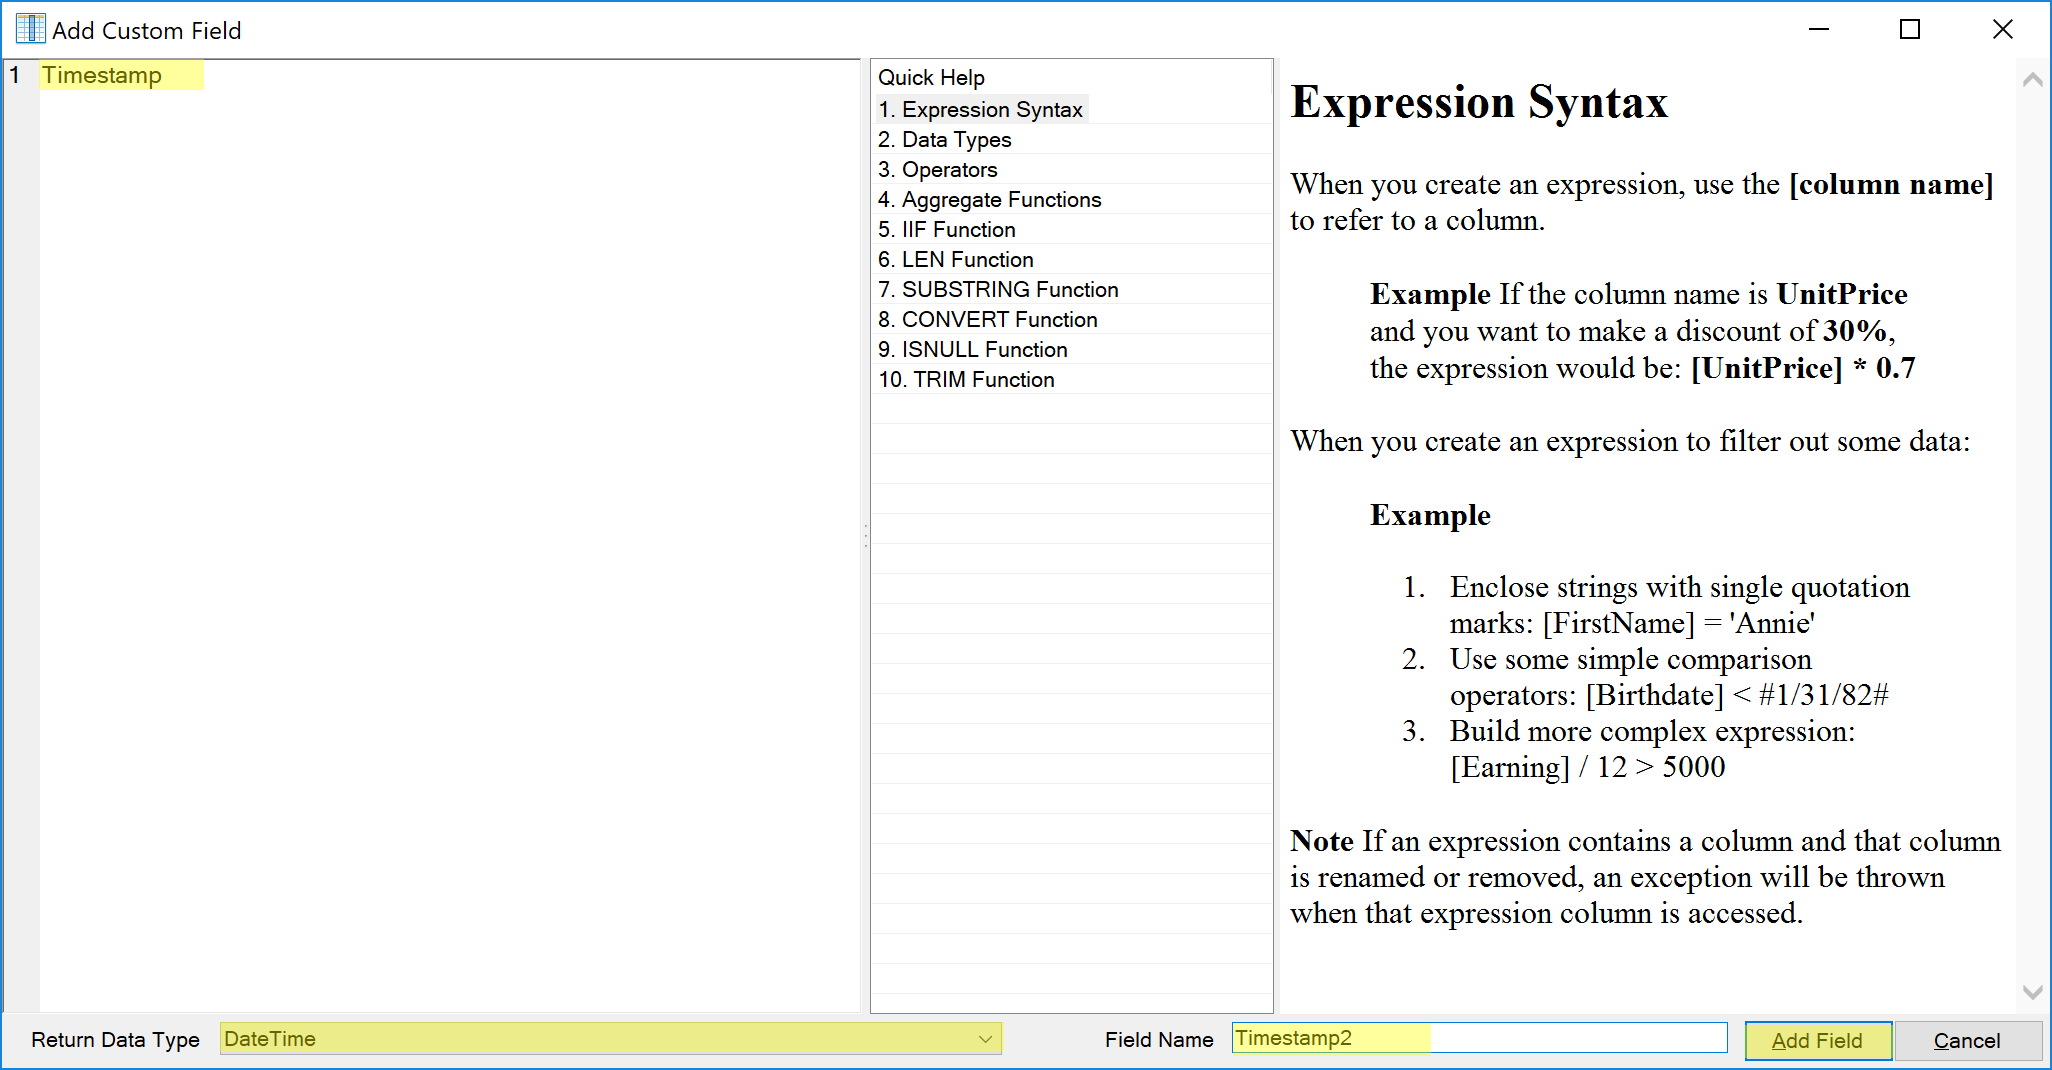 Add Custom Field
1 Timestamp
Quick Help
1. Expression Syntax
2. Data Types
3. Operators
4. Aggregate Functions
5. IIF Function
6. LEN Function
7. SUBSTRING Function
8. CONVERT Function
9. ISNULL Function
10. TRIM Function
Expression Syntax
When you create an expression, use the [column name]
to refer to a column.
Example If the column name is UnitPrice
and you want to make a discount of 30%,
the expression would be: [UnitPrice] * 0.7
When you create an expression to filter out some data:
Example
1. Enclose strings with single quotation
marks: [FirstName] = 'Annie'
2. Use some simple comparison
operators: [Birthdate] < #1/31/82#
3. Build more complex expression:
[Earning] / 12 > 5000
Note If an expression contains a column and that column
is renamed or removed, an exception will be thrown
when that expression column is accessed.
Return Data Type DateTime Field Name Timestamp2 Add Field Cancel